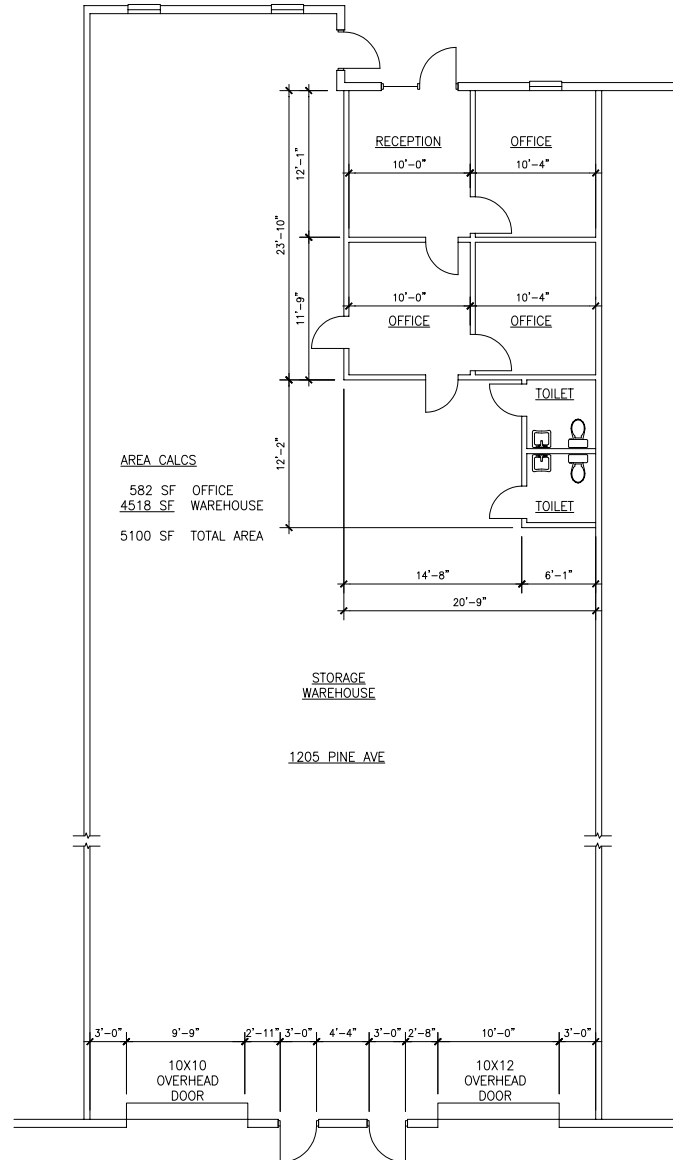 RECEPTION
OFFICE
10'-0"
10'-4"
12'-1"
23'-10"
11'-9"
10'-0"
10'-4"
OFFICE
OFFICE
TOILET
12'-2"
TOILET
AREA CALCS
582 SF OFFICE
4518 SF WAREHOUSE
5100 SF TOTAL AREA
14'-8"
6'-1"
20'-9"
STORAGE
WAREHOUSE
1205 PINE AVE
3'-0" 9'-9" 2'-11" 3'-0" 4'-4" 3'-0" 2'-8" 10'-0" 3'-0"
10X10
OVERHEAD
DOOR
10X12
OVERHEAD
DOOR